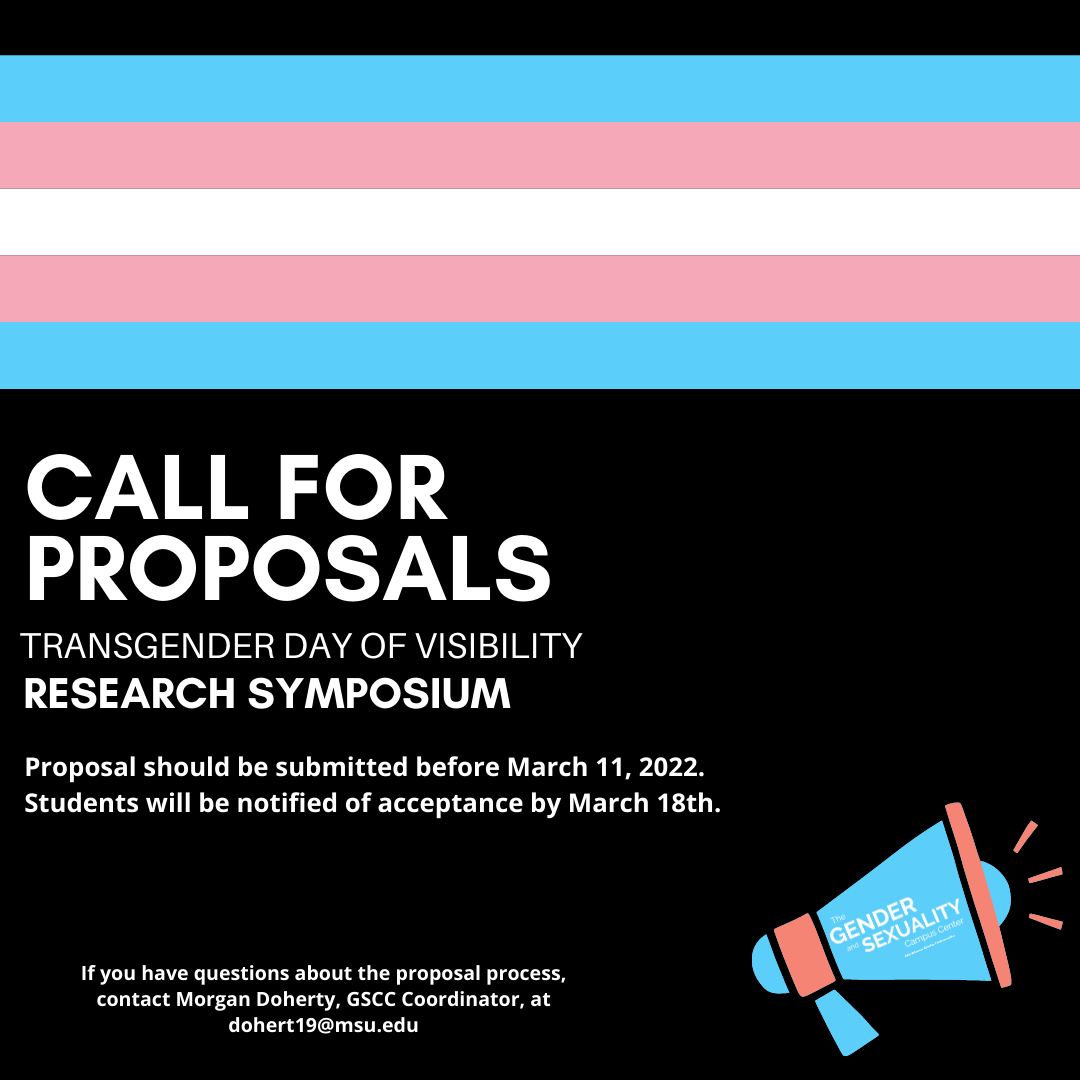 CALL FOR
PROPOSALS
TRANSGENDER DAY OF VISIBILITY
RESEARCH SYMPOSIUM
Proposal should be submitted before March 11, 2022.
Students will be notified of acceptance by March 18th.
The
GENDER
and SEXUALITY
Campus Center
If you have questions about the proposal process,
contact Morgan Doherty, GSCC Coordinator, at
dohert19@msu.edu